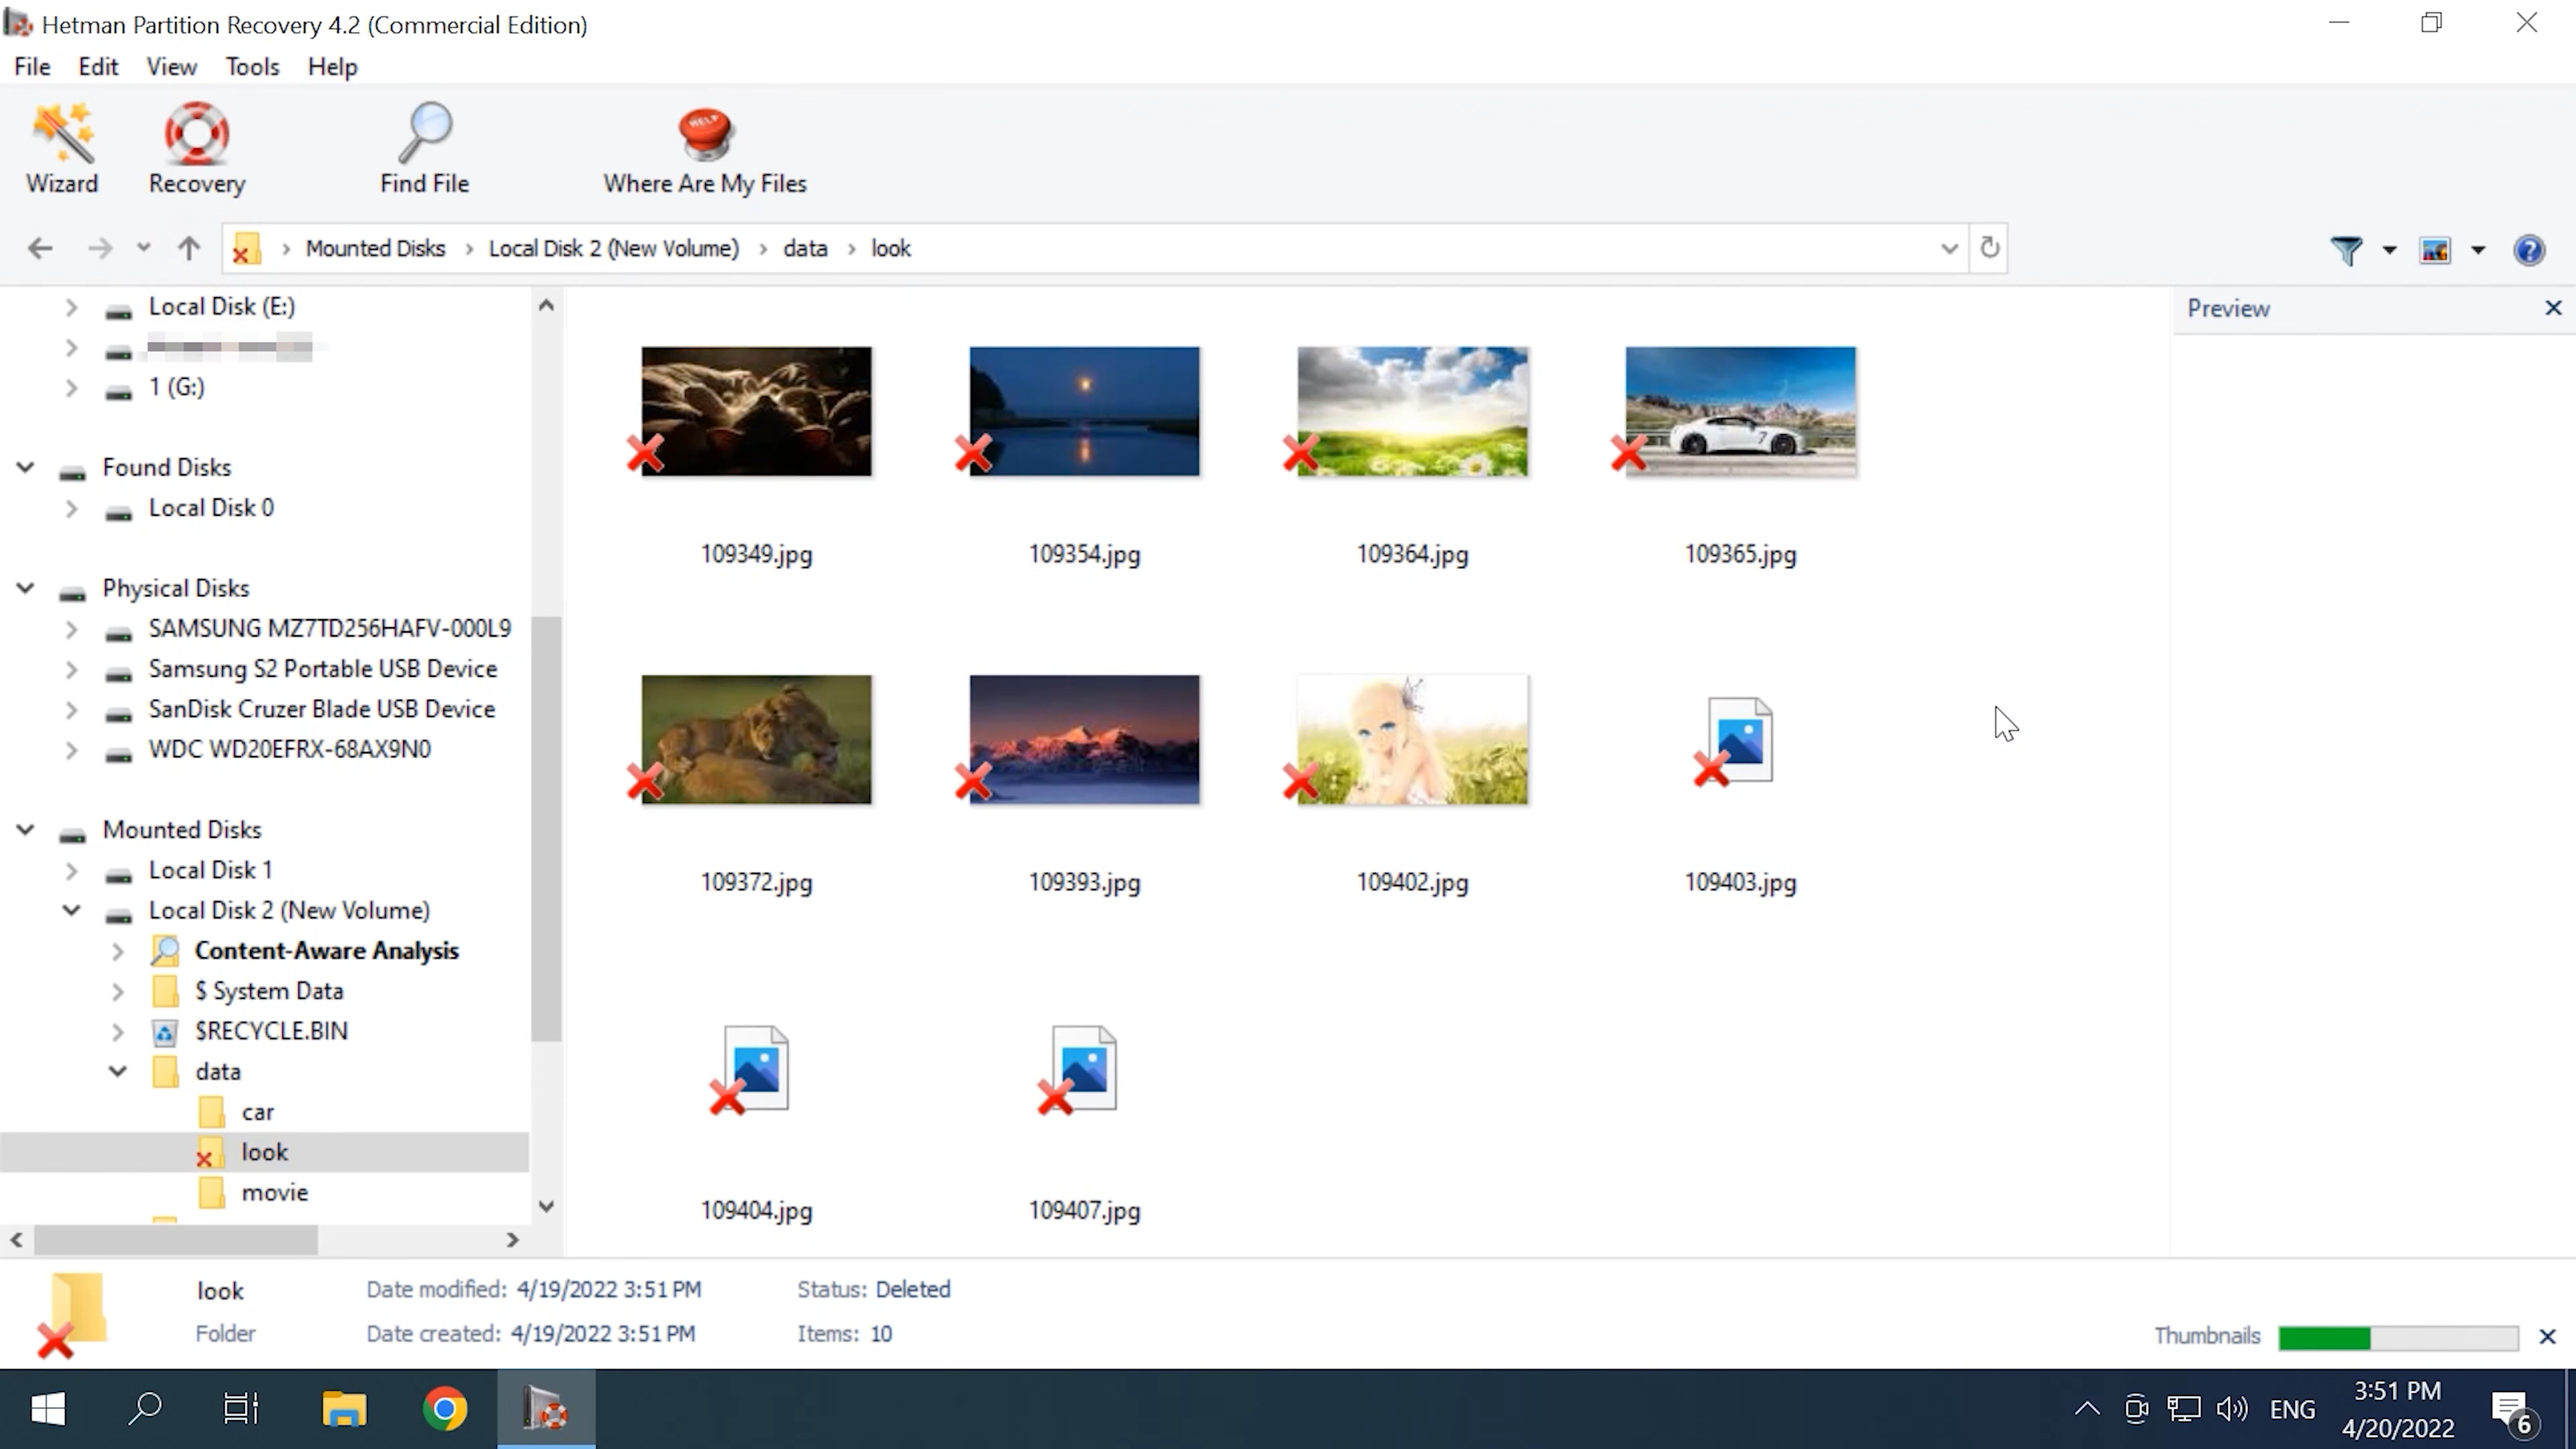 Hetman Partition Recovery 4.2 (Commercial Edition)
File Edit View Tools Help
Wizard Recovery Find File HELP Where Are My Files
Mounted Disks Local Disk 2 (New Volume) data look
Local Disk (E:)
1 (G:)
Found Disks
Local Disk 0
Physical Disks
SAMSUNG MZ7TD256HAFV-000L9
Samsung S2 Portable USB Device
SanDisk Cruzer Blade USB Device
WDC WD20EFRX-68AX9N0
Mounted Disks
Local Disk 1
Local Disk 2 (New Volume)
Content-Aware Analysis
$ System Data
$RECYCLE.BIN
data
car
look
movie
109349.jpg 109354.jpg 109364.jpg 109365.jpg
109372.jpg 109393.jpg 109402.jpg 109403.jpg
109404.jpg 109407.jpg
Preview
look Date modified: 4/19/2022 3:51 PM Status: Deleted
Folder Date created: 4/19/2022 3:51 PM Items: 10
Thumbnails
ENG 3:51 PM
4/20/2022
6